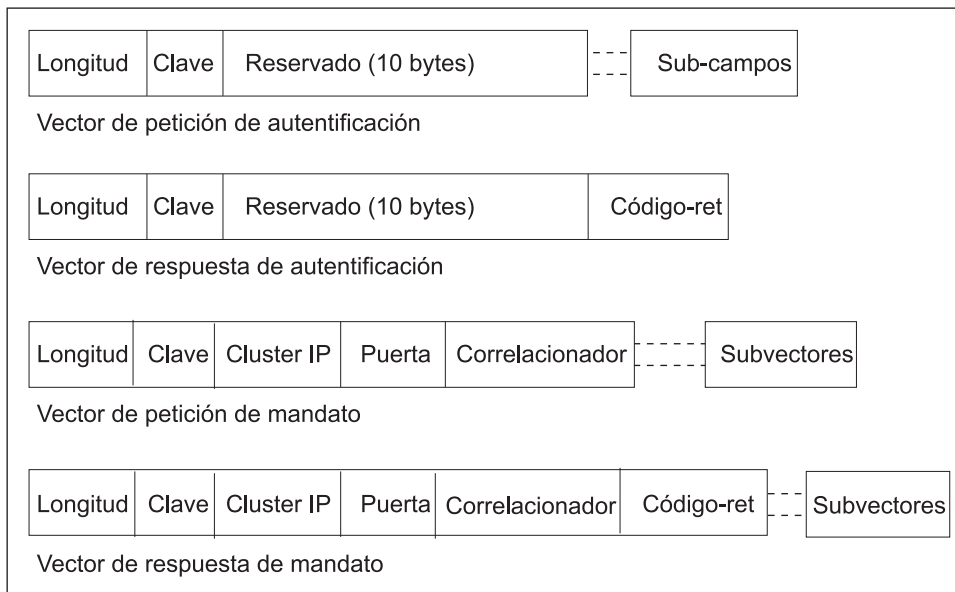 Longitud Clave Reservado (10 bytes) Sub-campos
Vector de petición de autentificación
Longitud Clave Reservado (10 bytes) Código-ret
Vector de respuesta de autentificación
Longitud Clave Cluster IP Puerta Correlacionador Subvectores
Vector de petición de mandato
Longitud Clave Cluster IP Puerta Correlacionador Código-ret Subvectores
Vector de respuesta de mandato